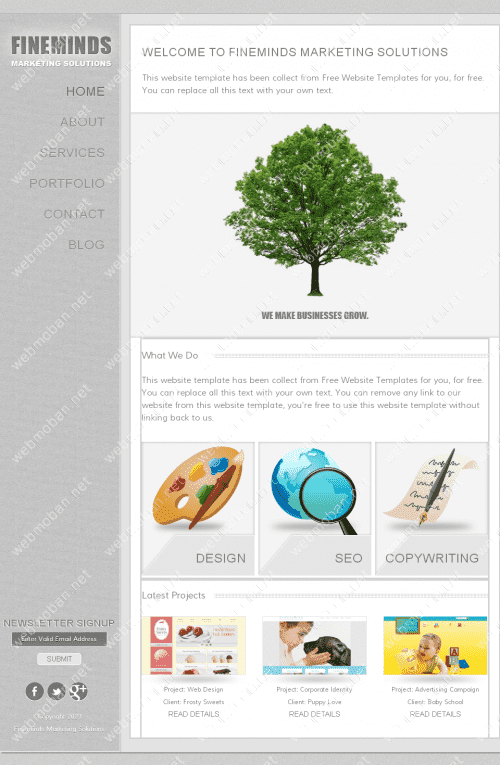 FINEMINDS
MARKETING SOLUTIONS
HOME
ABOUT
SERVICES
PORTFOLIO
CONTACT
BLOG
NEWSLETTER SIGNUP
Enter Valid Email Address
SUBMIT
Copyright 2023
Fineminds Marketing Solutions
WELCOME TO FINEMINDS MARKETING SOLUTIONS
This website template has been collect from Free Website Templates for you, for free.
You can replace all this text with your own text.
WE MAKE BUSINESSES GROW.
What We Do
This website template has been collect from Free Website Templates for you, for free.
You can replace all this text with your own text. You can remove any link to our
website from this website template, you're free to use this website template without
linking back to us.
DESIGN
SEO
COPYWRITING
Latest Projects
Project: Web Design
Client: Frosty Sweets
READ DETAILS
Project: Corporate Identity
Client: Puppy Love
READ DETAILS
Project: Advertising Campaign
Client: Baby School
READ DETAILS
webmoban.net